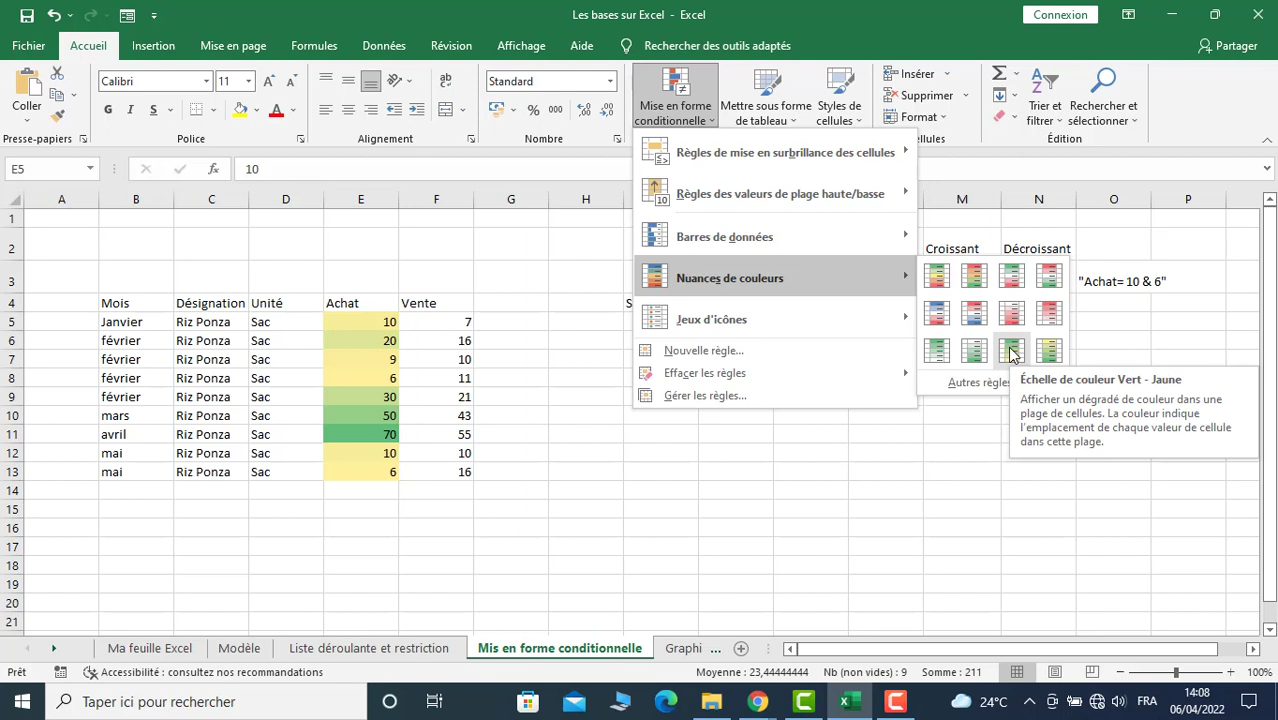 Les bases sur Excel - Excel
Connexion
Fichier
Accueil
Insertion
Mise en page
Formules
Données
Révision
Affichage
Aide
Rechercher des outils adaptés
Partager
Coller
Calibri
11
Standard
Mise en forme
conditionnelle
Mettre sous forme
de tableau
Styles de
cellules
Insérer
Supprimer
Format
Trier et
filtrer
Rechercher et
sélectionner
G I S
% 000
Presse-papiers
Police
Alignement
Nombre
Cellules
Édition
E5
fx
10
Règles de mise en surbrillance des cellules
Règles des valeurs de plage haute/basse
Barres de données
Nuances de couleurs
Jeux d'icônes
Nouvelle règle...
Effacer les règles
Gérer les règles...
Autres règles
Échelle de couleur Vert - Jaune
Afficher un dégradé de couleur dans une
plage de cellules. La couleur indique
l'emplacement de chaque valeur de cellule
dans cette plage.
A B C D E F G H M N O P
1
2 Croissant Décroissant
3 "Achat= 10 & 6"
4 Mois Désignation Unité Achat Vente S
5 Janvier Riz Ponza Sac 10 7
6 février Riz Ponza Sac 20 16
7 février Riz Ponza Sac 9 10
8 février Riz Ponza Sac 6 11
9 février Riz Ponza Sac 30 21
10 mars Riz Ponza Sac 50 43
11 avril Riz Ponza Sac 70 55
12 mai Riz Ponza Sac 10 10
13 mai Riz Ponza Sac 6 16
14
15
16
17
18
19
20
21
Ma feuille Excel
Modèle
Liste déroulante et restriction
Mis en forme conditionnelle
Graphi ...
Prêt
Accessibilité : consultez nos recommandations
Moyenne : 23,44444444
Nb (non vides) : 9
Somme : 211
100%
Taper ici pour rechercher
24°C
FRA
14:08
06/04/2022